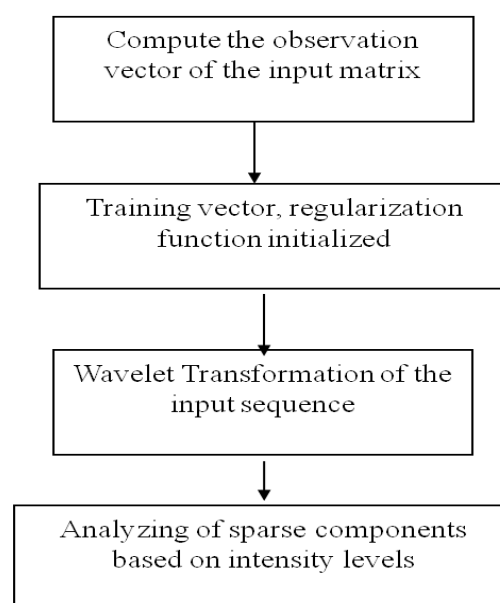 Compute the observation
vector of the input matrix
Training vector, regularization
function initialized
Wavelet Transformation of the
input sequence
Analyzing of sparse components
based on intensity levels